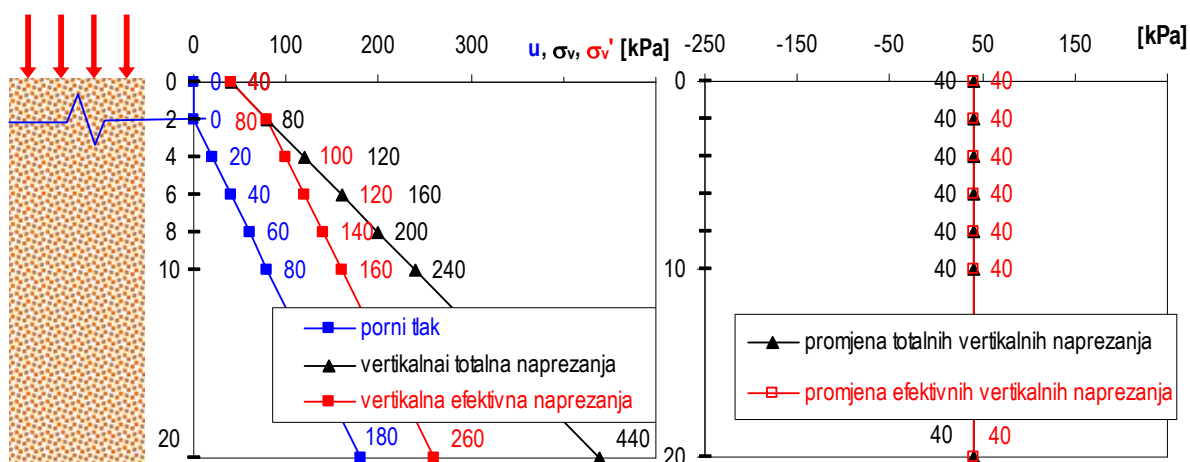 0 100 200 300 400 u, σv, σv' [kPa]
0 0 40 40
2 0 80 80
4 20 100 120
6 40 120 160
8 60 140 200
10 80 160 240
porni tlak
vertikalnai totalna naprezanja
vertikalna efektivna naprezanja
20 180 260 440
-250 -150 -50 50 150 [kPa]
0 40 40
40 40
40 40
40 40
40 40
10 40 40
promjena totalnih vertikalnih naprezanja
promjena efektivnih vertikalnih naprezanja
20 40 40